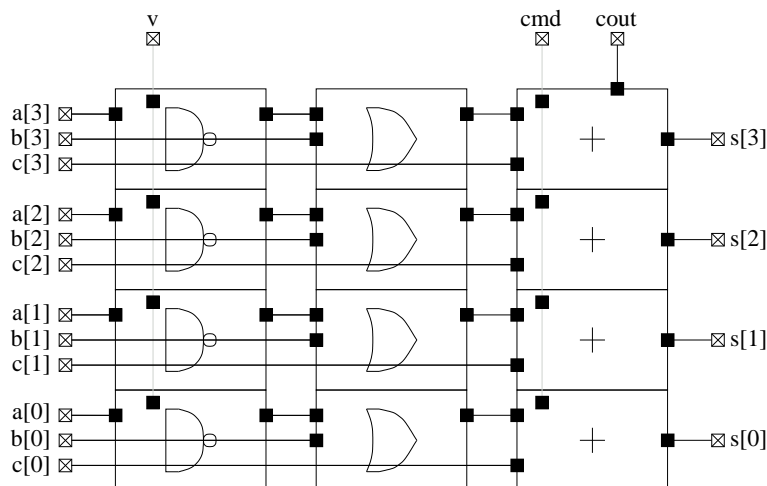 v cmd cout
a[3]
b[3] s[3]
c[3]
a[2]
b[2] s[2]
c[2]
a[1]
b[1] s[1]
c[1]
a[0]
b[0] s[0]
c[0]